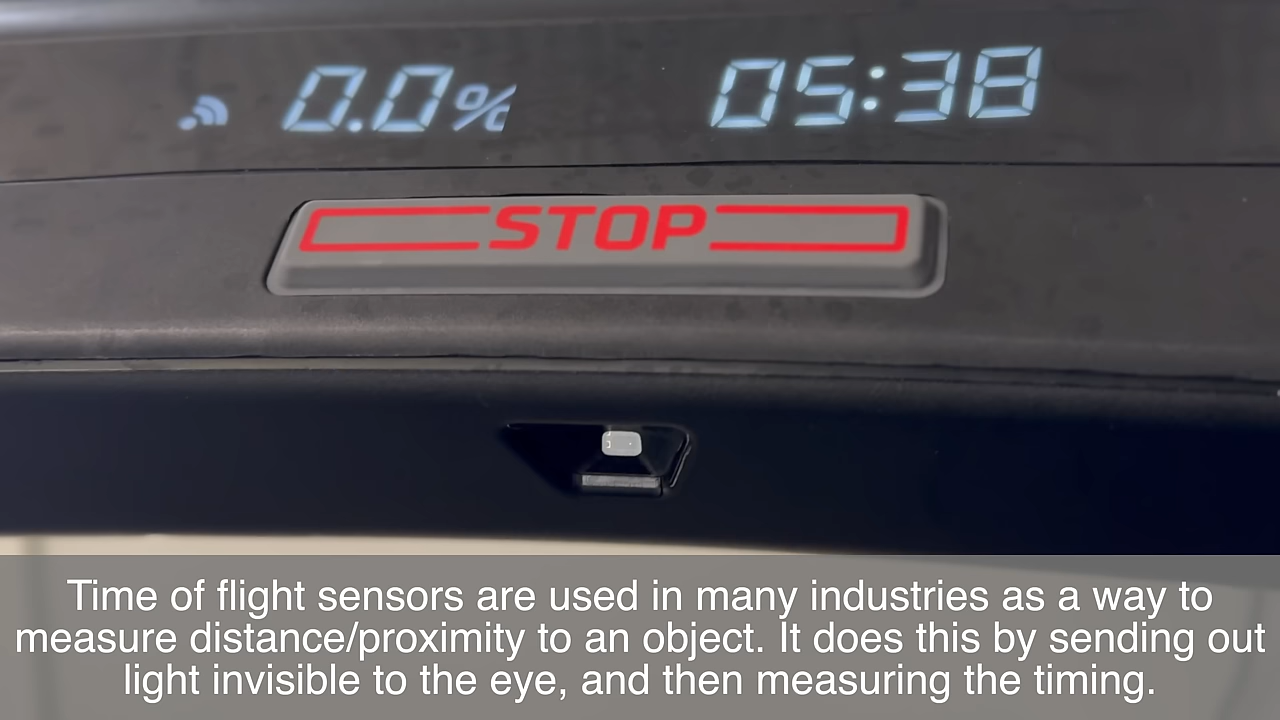 0.0% 05:38
STOP
Time of flight sensors are used in many industries as a way to
measure distance/proximity to an object. It does this by sending out
light invisible to the eye, and then measuring the timing.